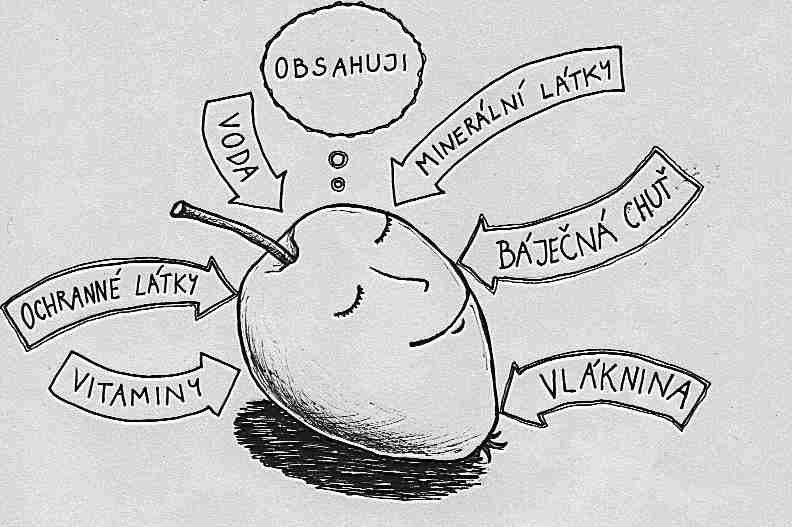 OBSAHUJI
VODA
MINERÁLNÍ LÁTKY
BÁJEČNÁ CHUŤ
OCHRANNÉ LÁTKY
VITAMINY
VLÁKNINA